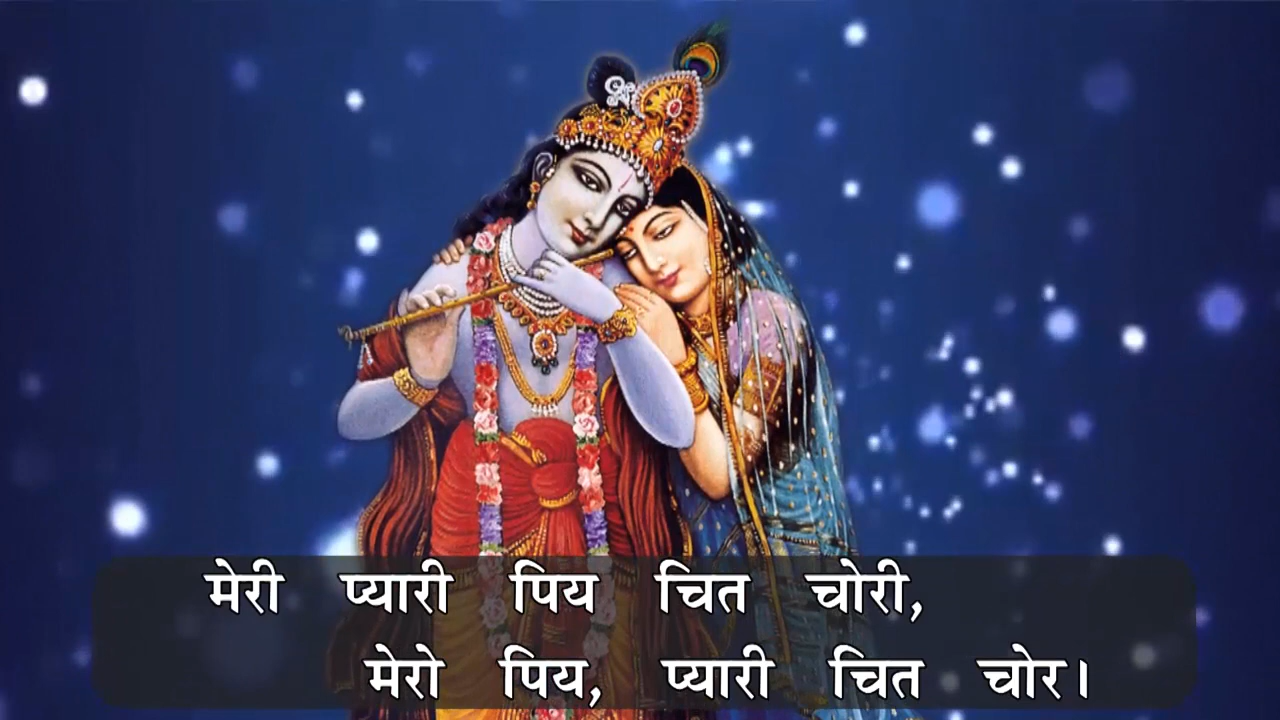 मेरी प्यारी पिय चित चोरी,
मेरो पिय, प्यारी चित चोर।